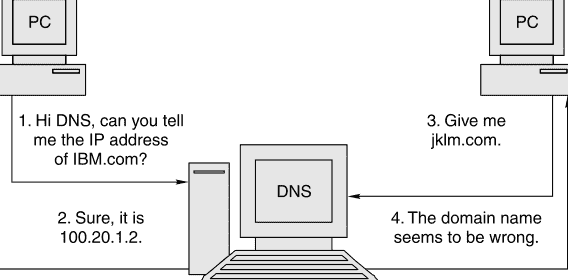 PC
PC
1. Hi DNS, can you tell
me the IP address
of IBM.com?
3. Give me
jklm.com.
DNS
2. Sure, it is
100.20.1.2.
4. The domain name
seems to be wrong.